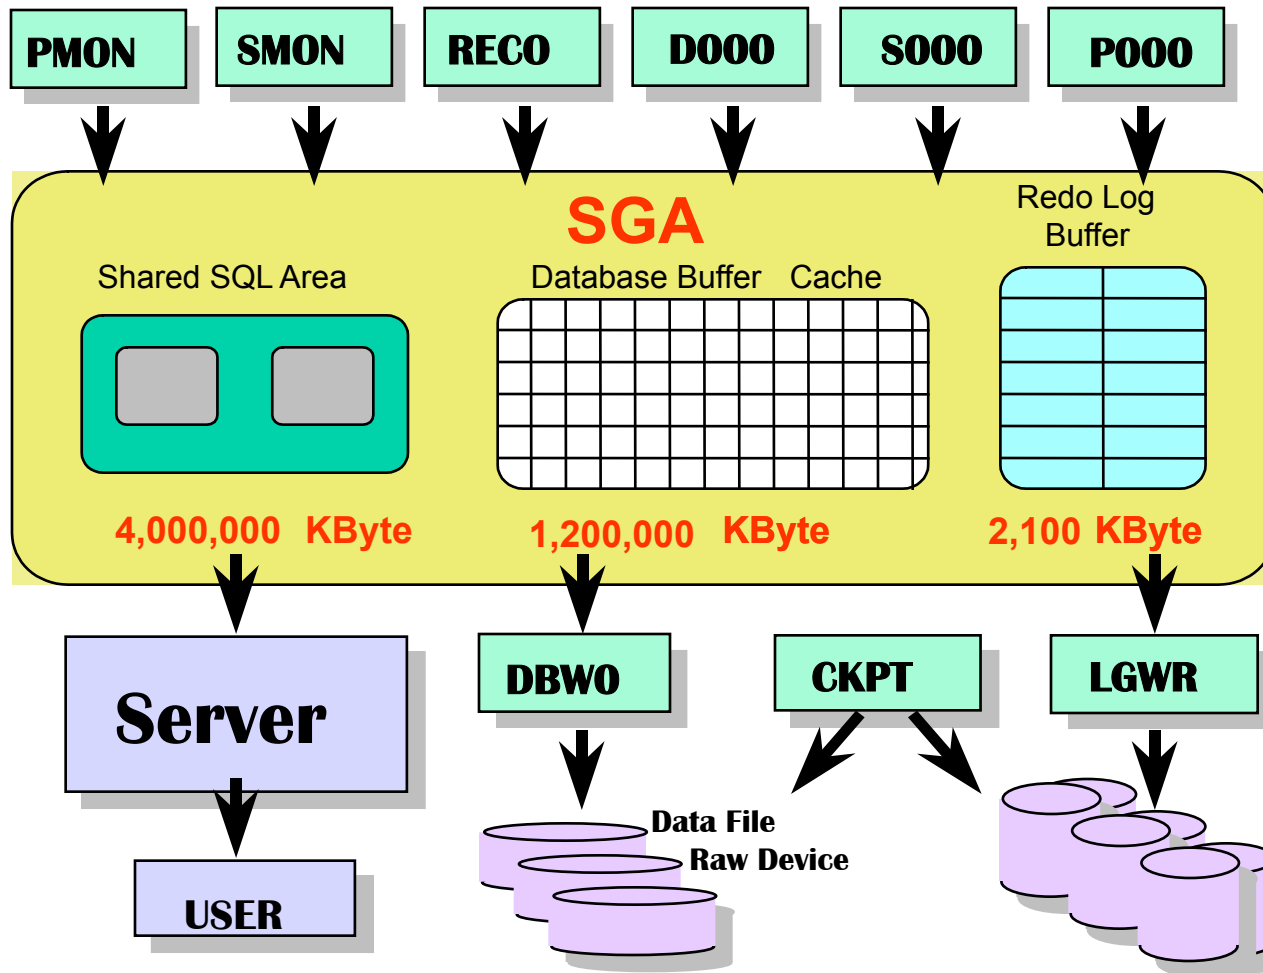 PMON
SMON
RECO
D000
S000
P000
SGA
Redo Log
Buffer
Shared SQL Area
Database Buffer Cache
4,000,000 KByte
1,200,000 KByte
2,100 KByte
Server
DBW0
CKPT
LGWR
Data File
Raw Device
USER